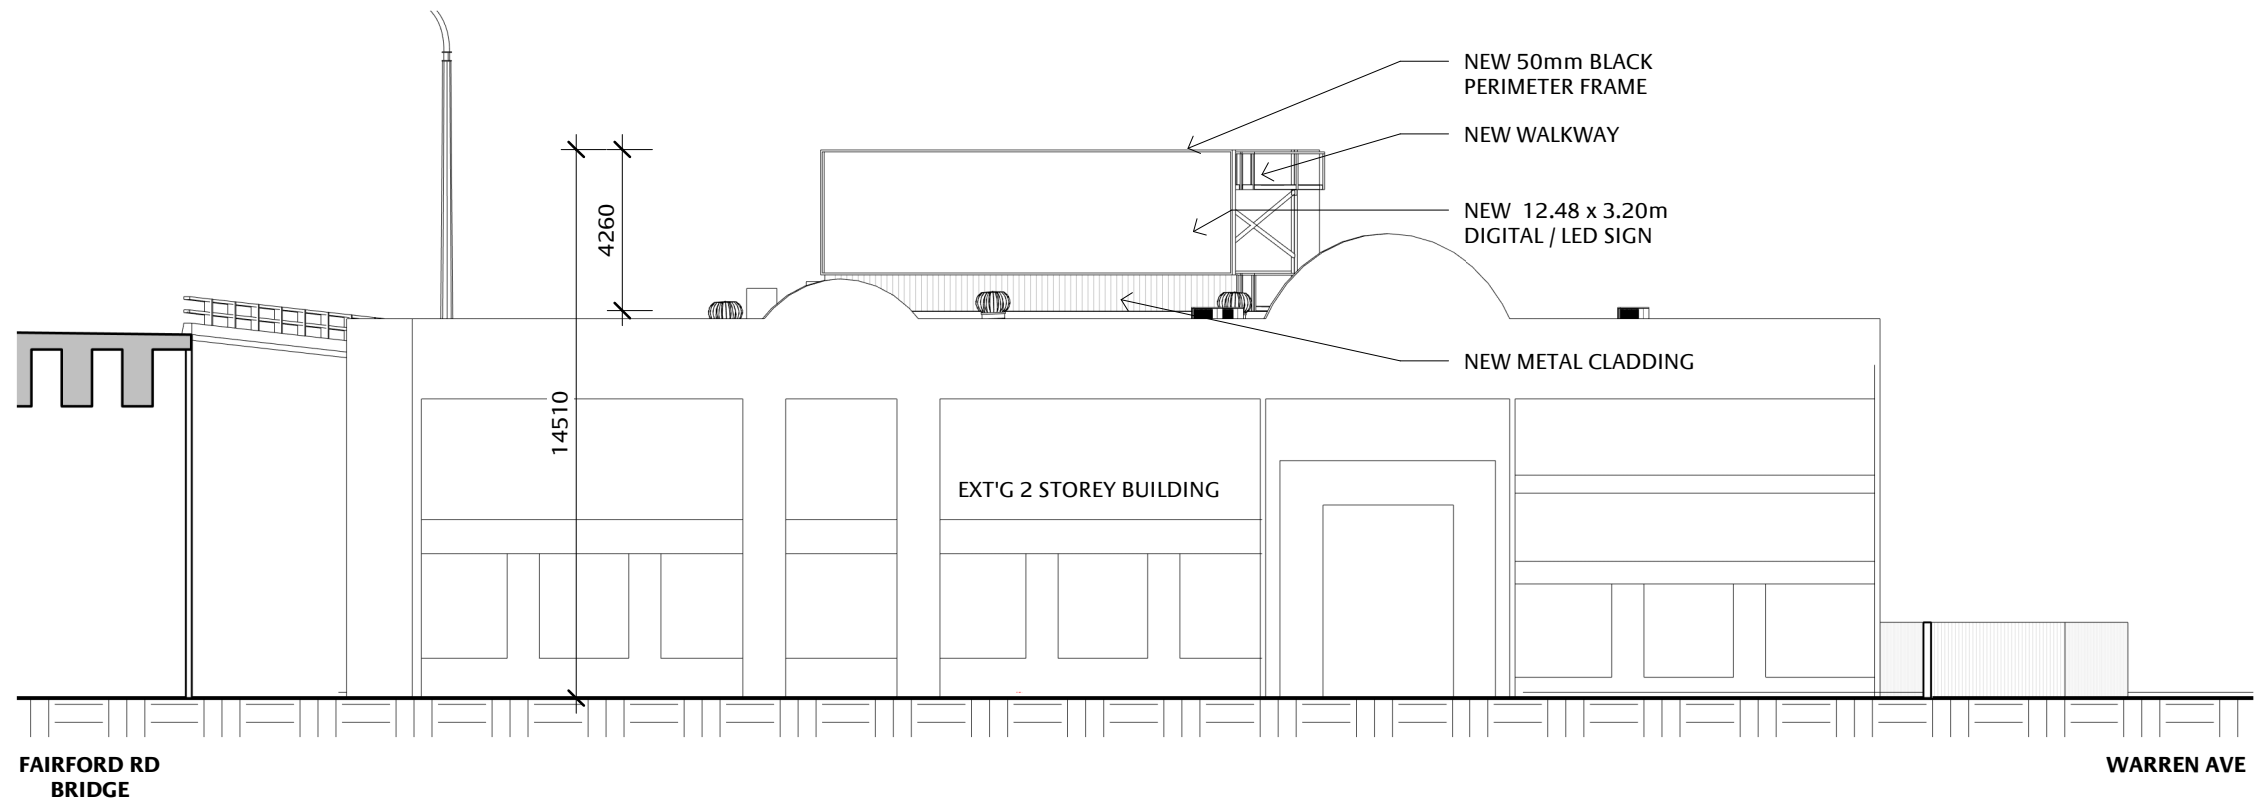 NEW 50mm BLACK
PERIMETER FRAME
NEW WALKWAY
NEW 12.48 x 3.20m
DIGITAL / LED SIGN
4260
NEW METAL CLADDING
14510
EXT'G 2 STOREY BUILDING
FAIRFORD RD
BRIDGE
WARREN AVE